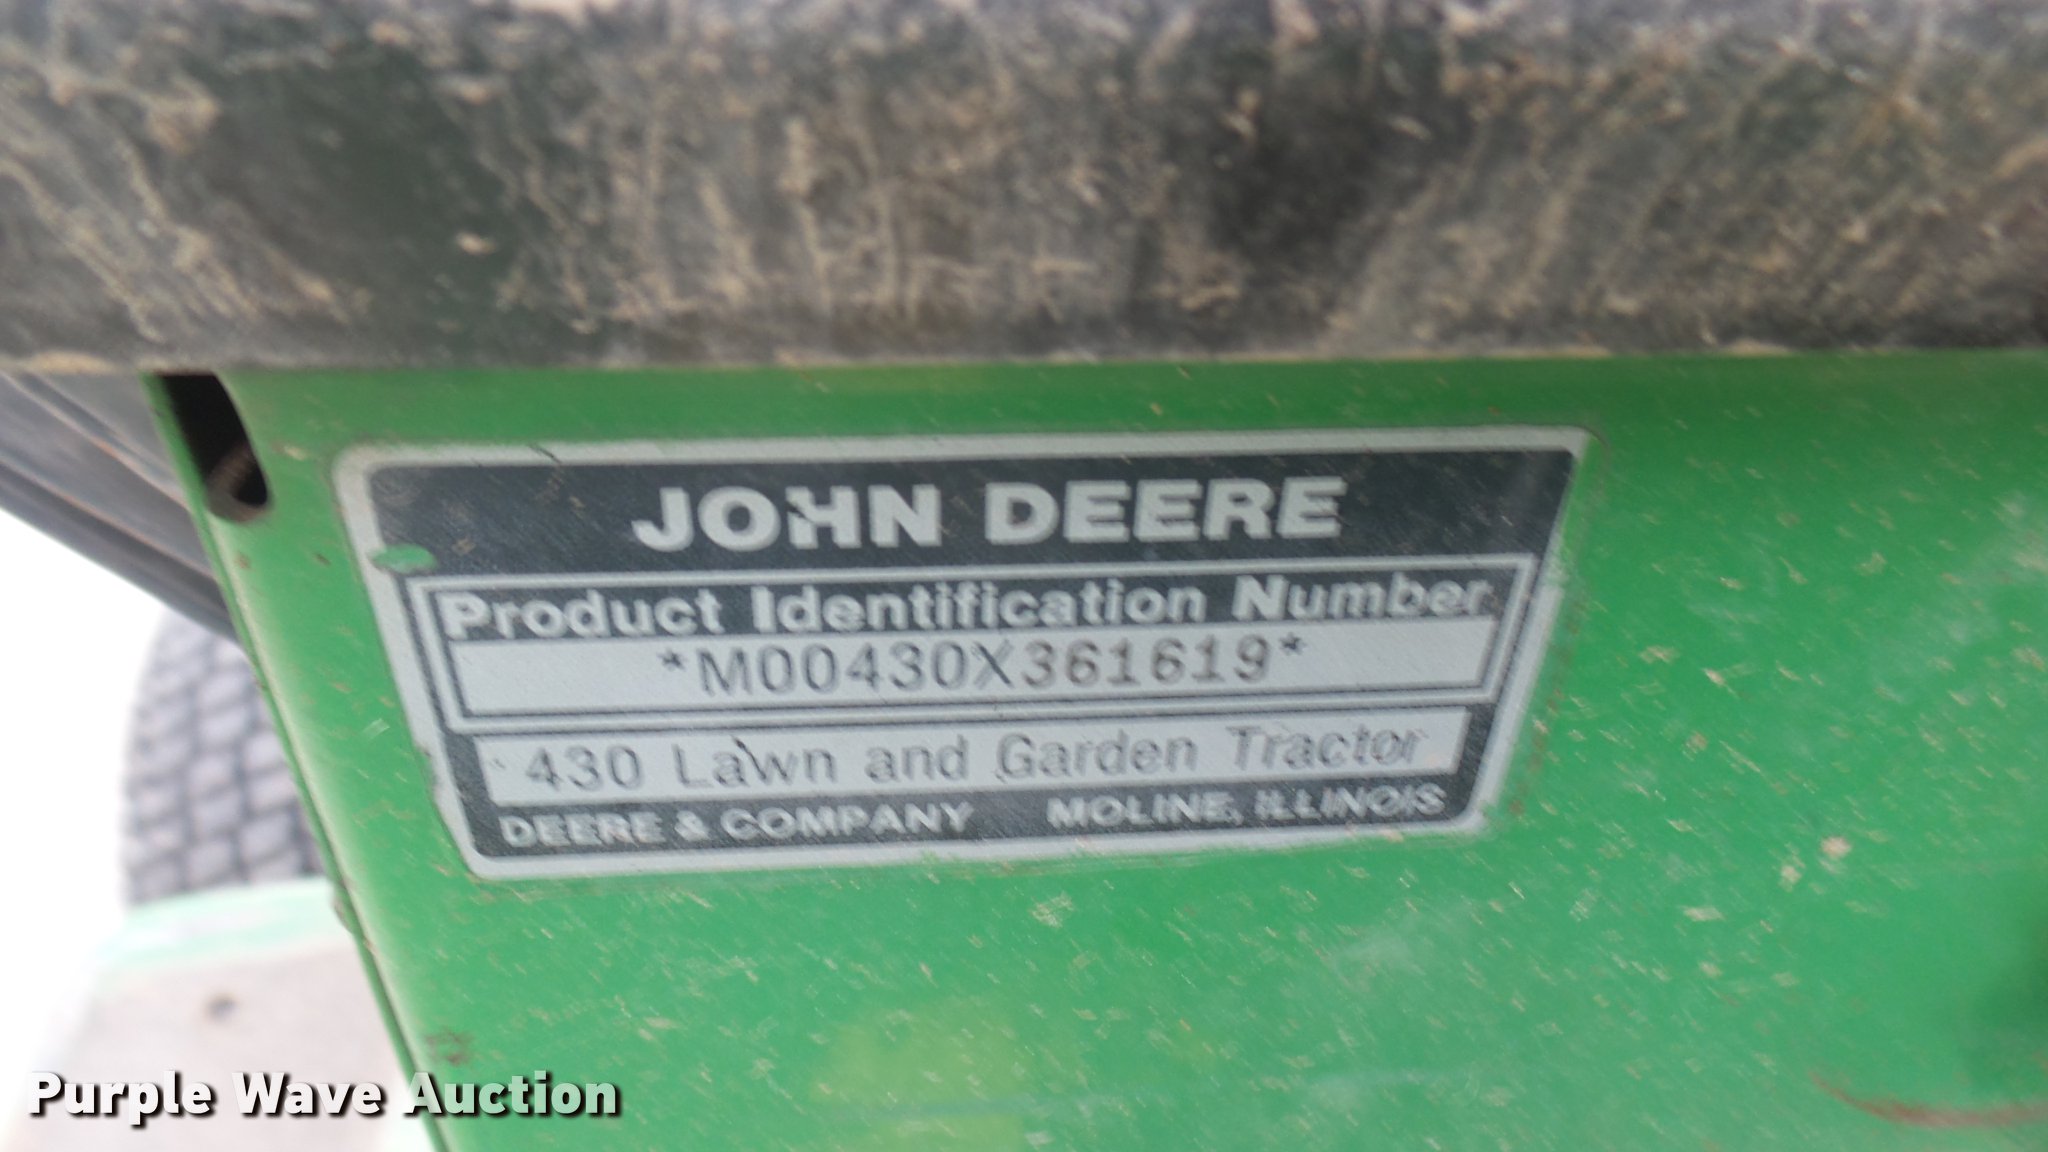 JOHN DEERE
Product Identification Number
*M00430X361619*
430 Lawn and Garden Tractor
DEERE & COMPANY MOLINE, ILLINOIS
Purple Wave Auction